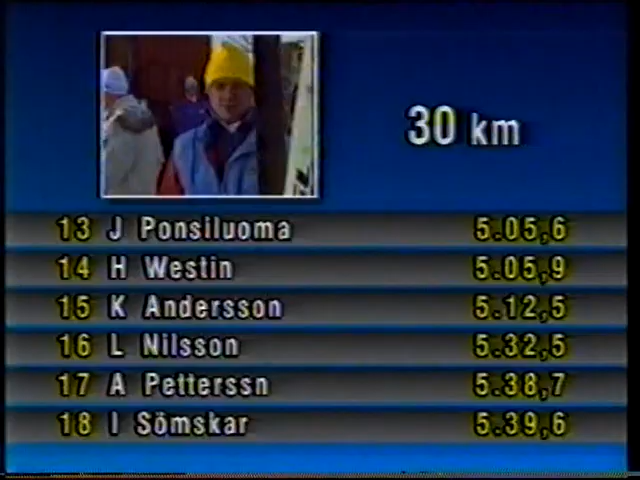 30 km
13 J Ponsiluoma 5.05,6
14 H Westin 5.05,9
15 K Andersson 5.12,5
16 L Nilsson 5.32,5
17 A Petterssn 5.38,7
18 I Sömskar 5.39,6